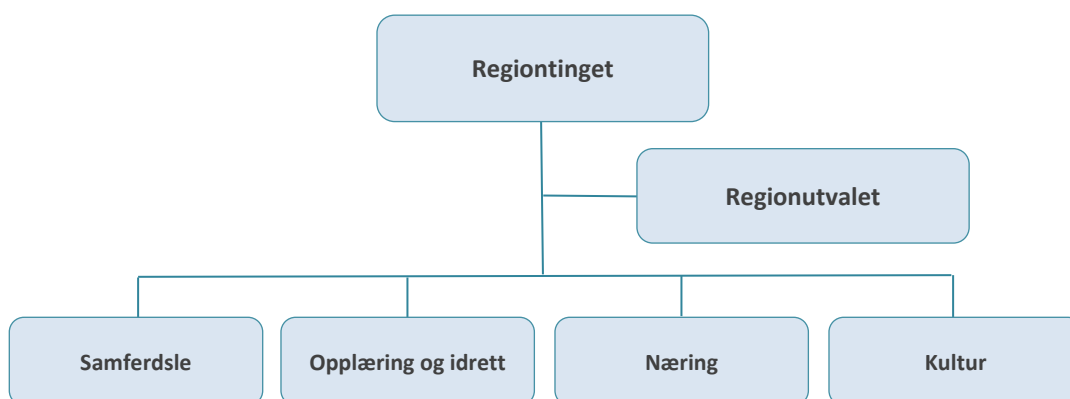 Regiontinget
Regionutvalet
Samferdsle
Opplæring og idrett
Næring
Kultur